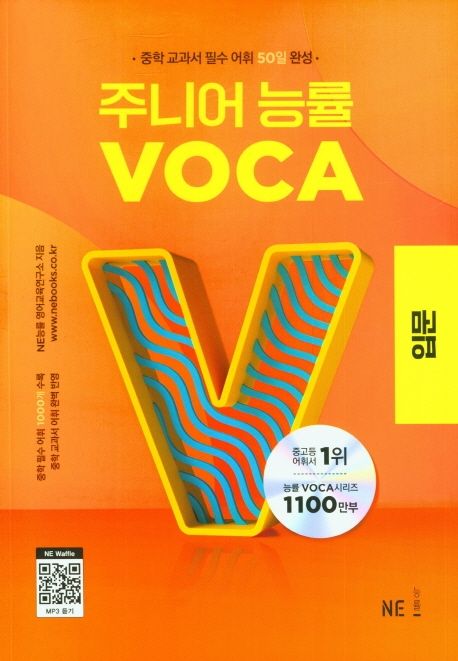 · 중학 교과서 필수 어휘 50일 완성 ·
주니어 능률
VOCA
NE능률 영어교육연구소 지음
www.nebooks.co.kr
중학 필수 어휘 1000개 수록
중학 교과서 어휘 완벽 반영
입문
중고등
어휘서 1위
능률 VOCA시리즈
1100만부
NE Waffle
MP3 듣기
NE